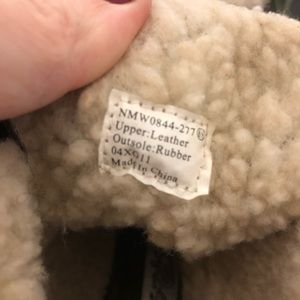 NMW0844-277
Upper:Leather
Outsole:Rubber
04X011
Made In China